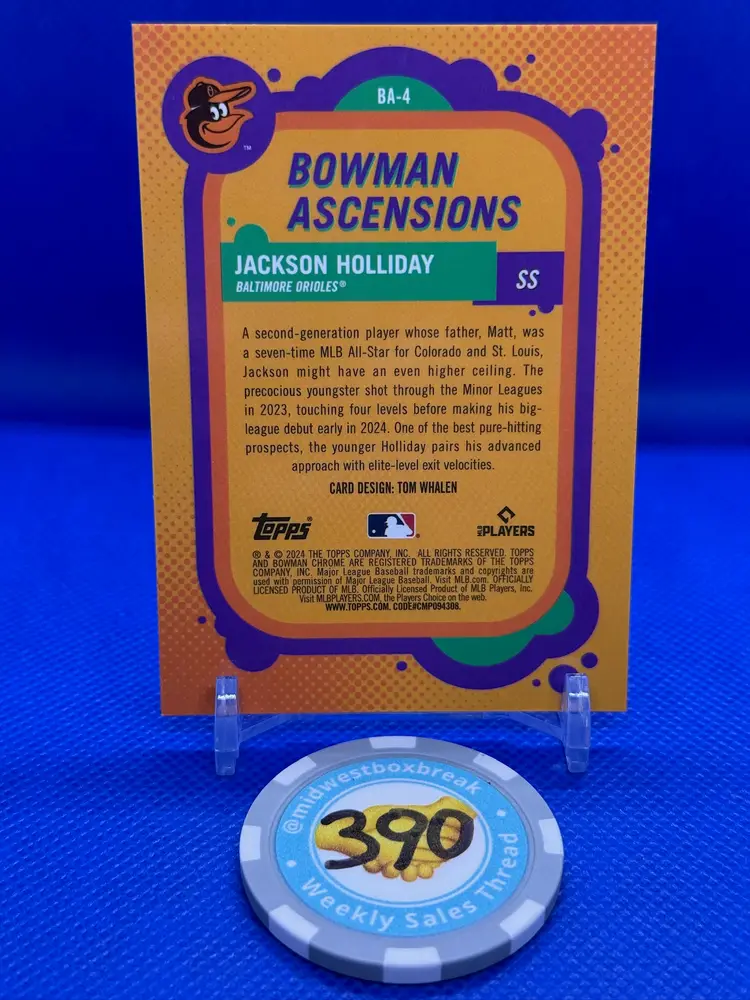 BA-4
TM
BOWMAN
ASCENSIONS
JACKSON HOLLIDAY
BALTIMORE ORIOLES®
SS
A second-generation player whose father, Matt, was
a seven-time MLB All-Star for Colorado and St. Louis,
Jackson might have an even higher ceiling. The
precocious youngster shot through the Minor Leagues
in 2023, touching four levels before making his big-
league debut early in 2024. One of the best pure-hitting
prospects, the younger Holliday pairs his advanced
approach with elite-level exit velocities.
CARD DESIGN: TOM WHALEN
Topps®
MLB PLAYERS
® & © 2024 THE TOPPS COMPANY, INC. ALL RIGHTS RESERVED. TOPPS
AND BOWMAN CHROME ARE REGISTERED TRADEMARKS OF THE TOPPS
COMPANY, INC. Major League Baseball trademarks and copyrights are
used with permission of Major League Baseball. Visit MLB.com. OFFICIALLY
LICENSED PRODUCT OF MLB. Officially Licensed Product of MLB Players, Inc.
Visit MLBPLAYERS.COM, the Players Choice on the web.
WWW.TOPPS.COM. CODE#CMP094308.
@midwestboxbreak
390
Weekly Sales Thread